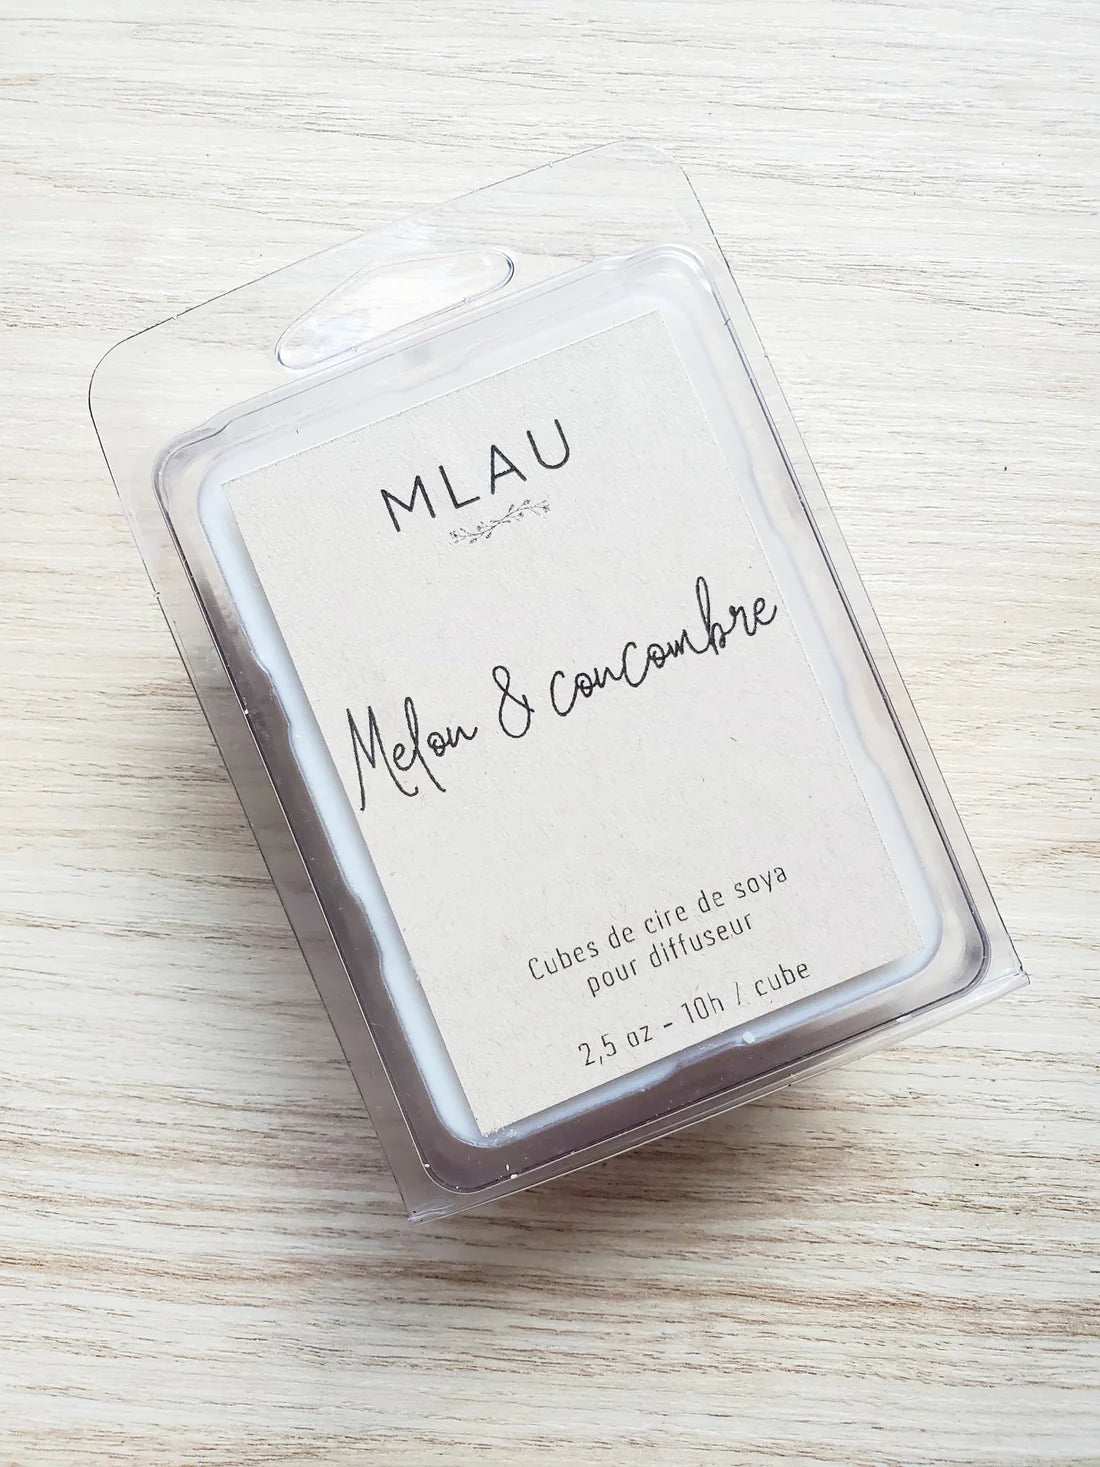 MLAU
Melon & concombre
Cubes de cire de soya
pour diffuseur
2,5 oz - 10h / cube